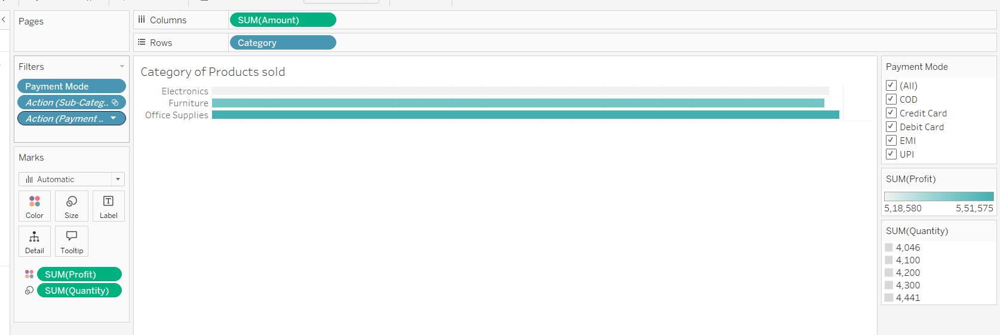 Pages
Columns
SUM(Amount)
Rows
Category
Filters
Payment Mode
Action (Sub-Categ..
Action (Payment ..
Marks
Automatic
Color
Size
Label
Detail
Tooltip
SUM(Profit)
SUM(Quantity)
Category of Products sold
Electronics
Furniture
Office Supplies
Payment Mode
(All)
COD
Credit Card
Debit Card
EMI
UPI
SUM(Profit)
5,18,580 5,51,575
SUM(Quantity)
4,046
4,100
4,200
4,300
4,441